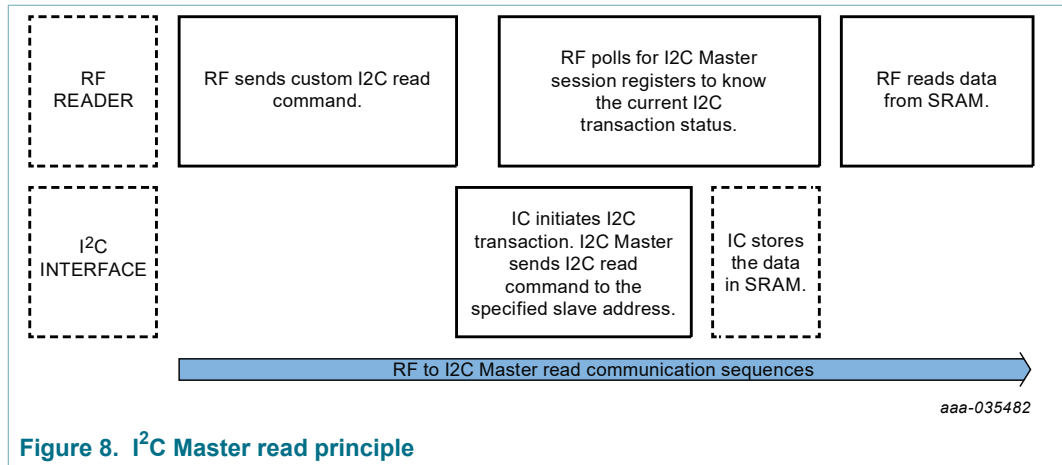 RF
READER
RF sends custom I2C read
command.
RF polls for I2C Master
session registers to know
the current I2C
transaction status.
RF reads data
from SRAM.
I²C
INTERFACE
IC initiates I2C
transaction. I2C Master
sends I2C read
command to the
specified slave address.
IC stores
the data
in SRAM.
RF to I2C Master read communication sequences
aaa-035482
Figure 8. I²C Master read principle